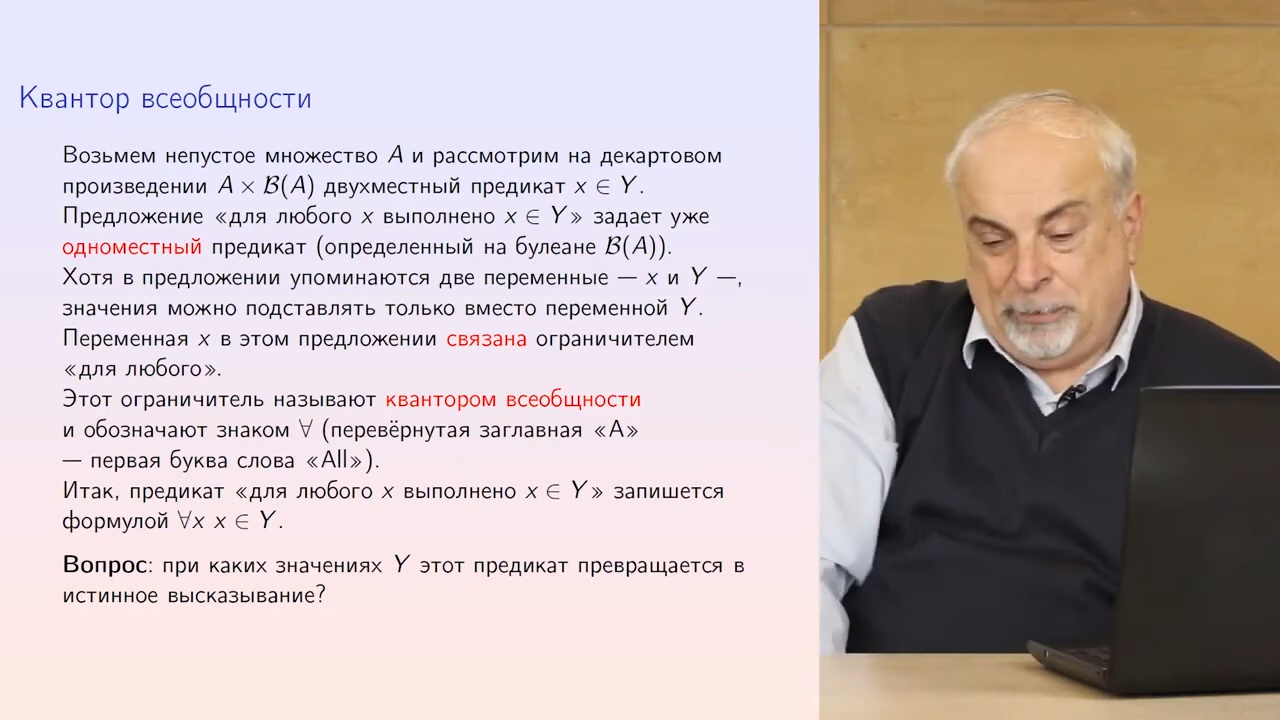 Квантор всеобщности
Возьмем непустое множество A и рассмотрим на декартовом
произведении A × ℬ(A) двухместный предикат x ∈ Y.
Предложение «для любого x выполнено x ∈ Y» задает уже
одноместный предикат (определенный на булеане ℬ(A)).
Хотя в предложении упоминаются две переменные — x и Y —,
значения можно подставлять только вместо переменной Y.
Переменная x в этом предложении связана ограничителем
«для любого».
Этот ограничитель называют квантором всеобщности
и обозначают знаком ∀ (перевёрнутая заглавная «A»
— первая буква слова «All»).
Итак, предикат «для любого x выполнено x ∈ Y» запишется
формулой ∀x x ∈ Y.
Вопрос: при каких значениях Y этот предикат превращается в
истинное высказывание?